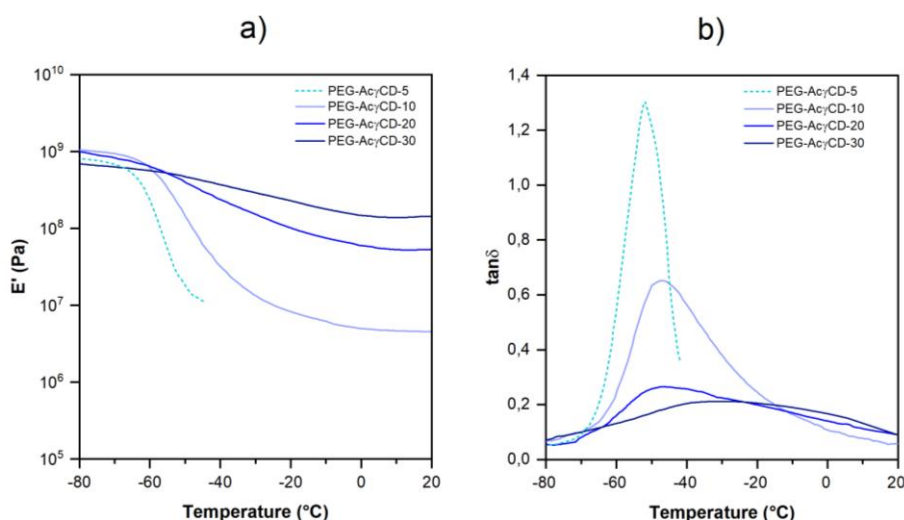 a)
10¹⁰
10⁹
10⁸
10⁷
10⁶
10⁵
E' (Pa)
PEG-AcγCD-5
PEG-AcγCD-10
PEG-AcγCD-20
PEG-AcγCD-30
-80 -60 -40 -20 0 20
Temperature (°C)
b)
1,4
1,2
1,0
0,8
0,6
0,4
0,2
0,0
tanδ
PEG-AcγCD-5
PEG-AcγCD-10
PEG-AcγCD-20
PEG-AcγCD-30
-80 -60 -40 -20 0 20
Temperature (°C)